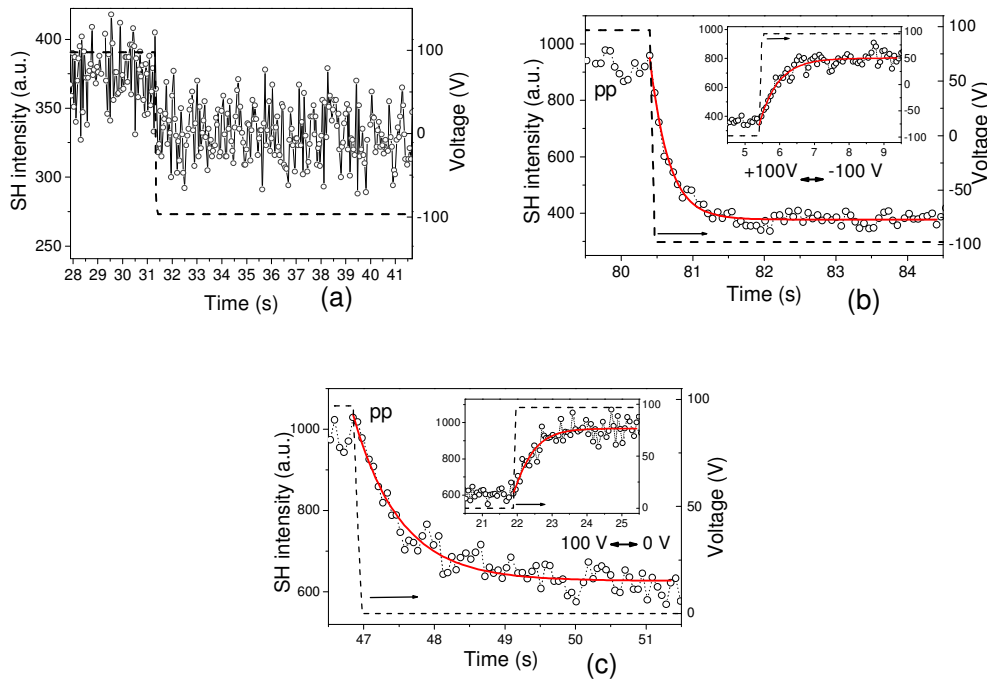 (a)
SH intensity (a.u.)
400
350
300
250
100
0
-100
Voltage (V)
28 29 30 31 32 33 34 35 36 37 38 39 40 41
Time (s)
(b)
SH intensity (a.u.)
1000
800
600
400
pp
1000
800
600
400
100
50
0
-50
-100
5 6 7 8 9
+100V -100 V
100
50
0
-50
-100
Voltage (V)
80 81 82 83 84
Time (s)
(c)
SH intensity (a.u.)
1000
800
600
pp
1000
800
600
100
50
0
21 22 23 24 25
100 V 0 V
100
50
0
Voltage (V)
47 48 49 50 51
Time (s)